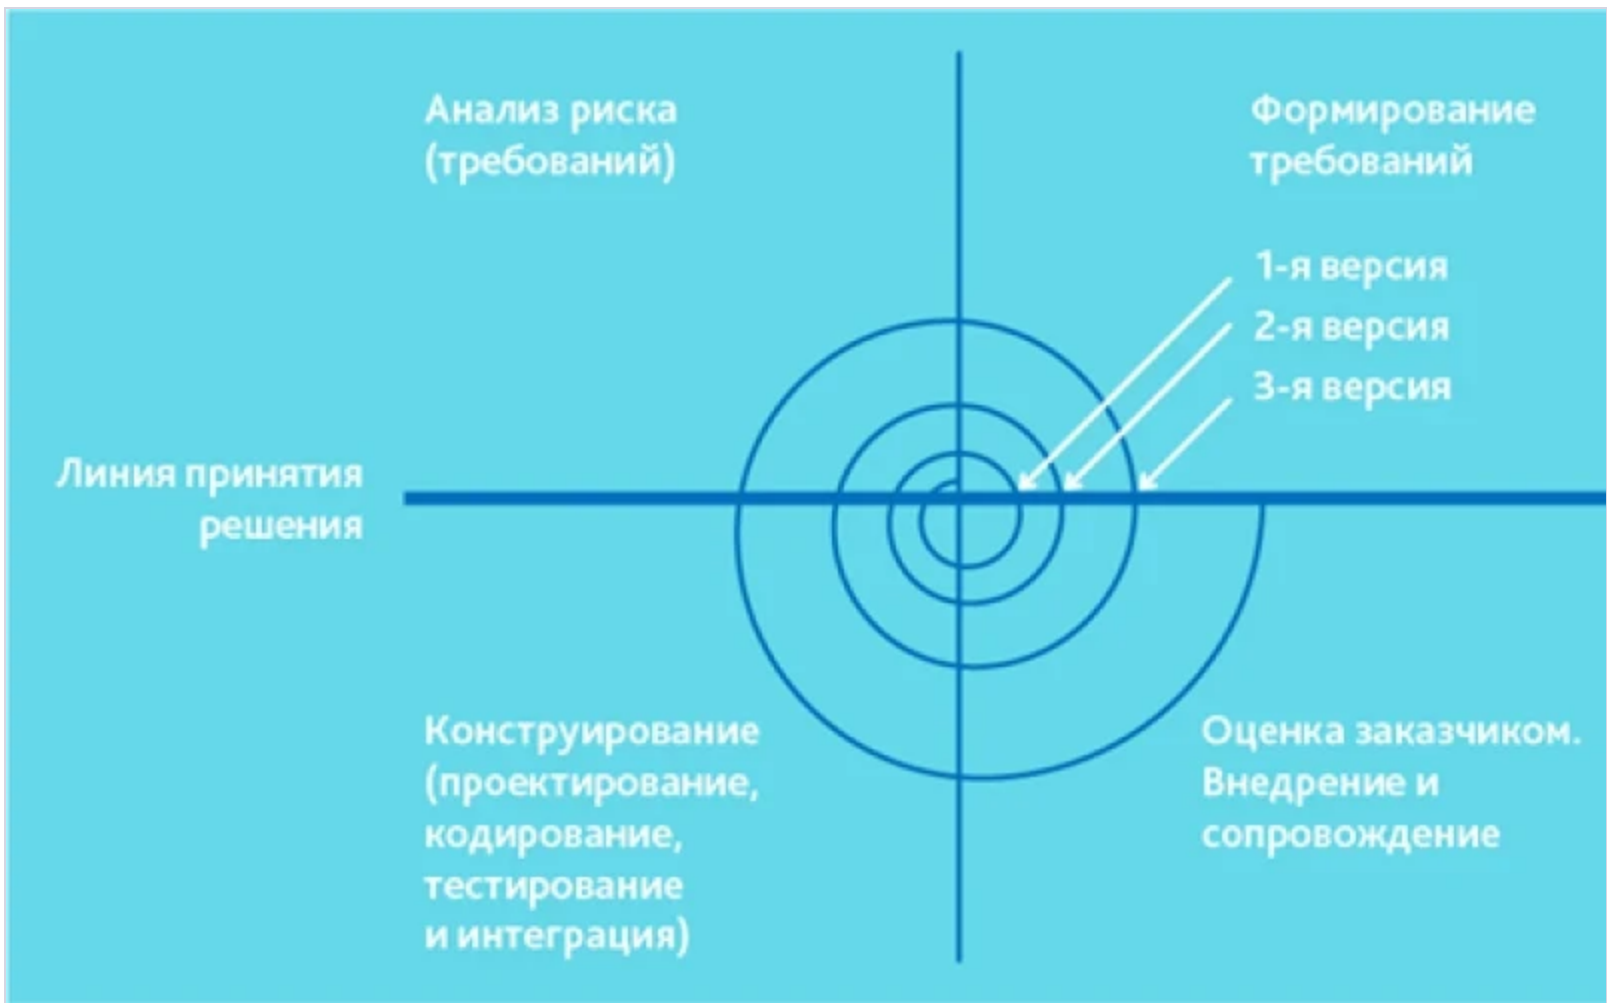 Анализ риска
(требований)
Формирование
требований
1-я версия
2-я версия
3-я версия
Линия принятия
решения
Конструирование
(проектирование,
кодирование,
тестирование
и интеграция)
Оценка заказчиком.
Внедрение и
сопровождение